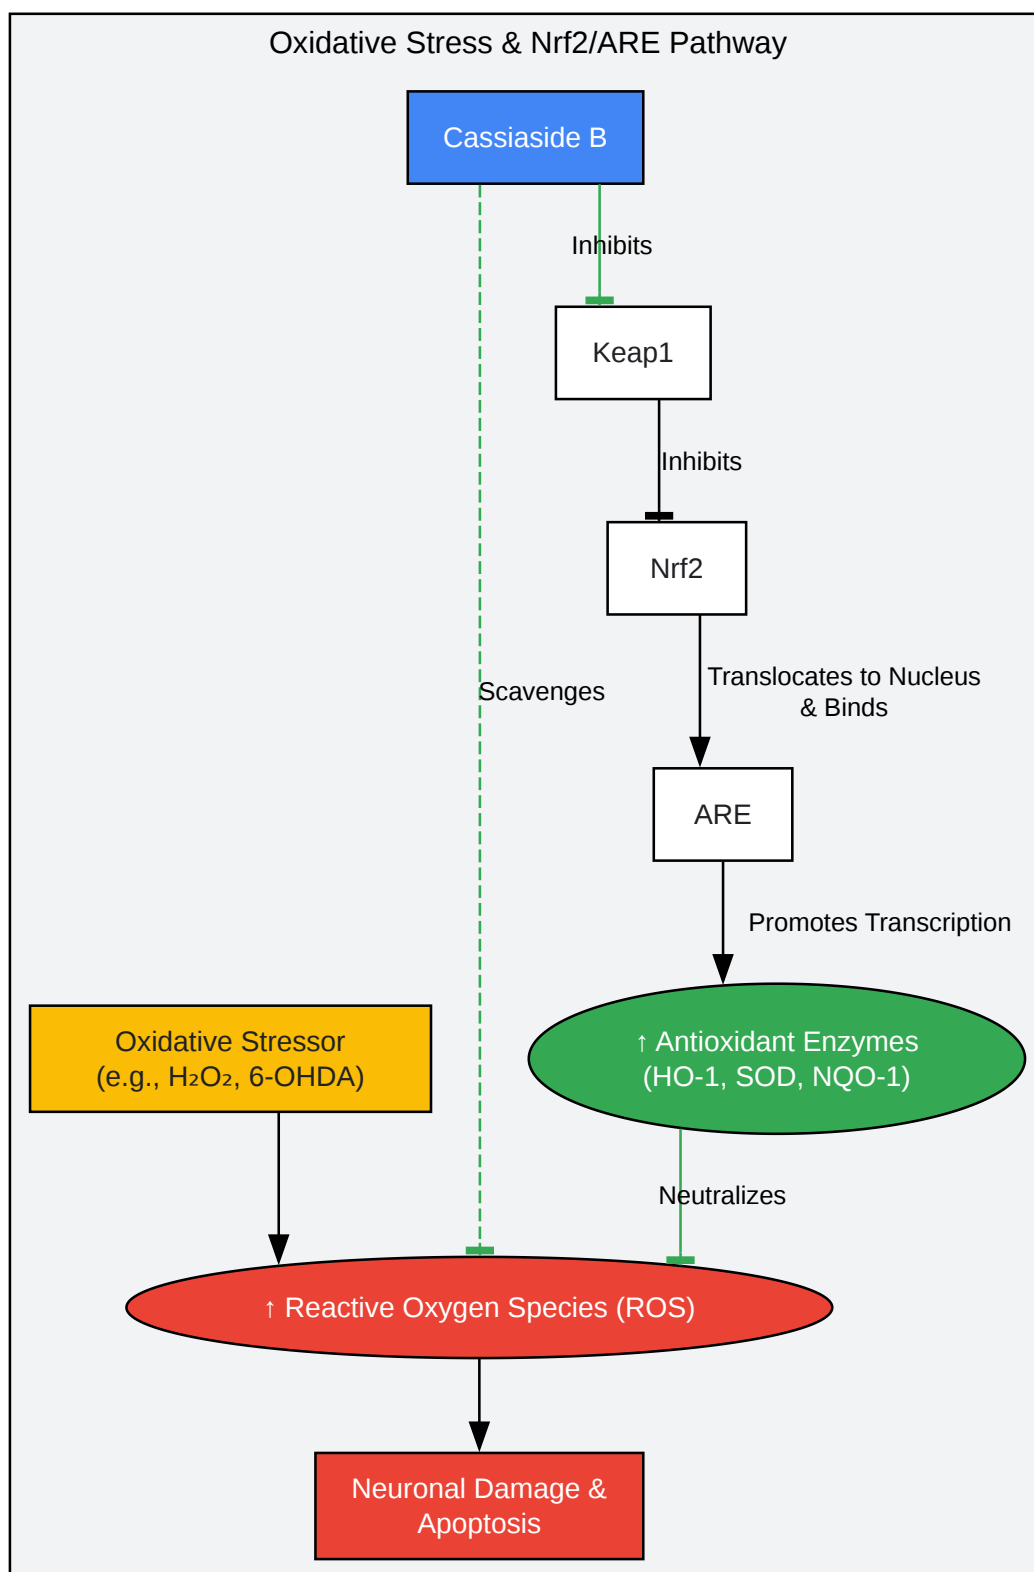 Oxidative Stress & Nrf2/ARE Pathway
Cassiaside B
Inhibits
Keap1
Inhibits
Nrf2
Scavenges
Translocates to Nucleus
& Binds
ARE
Promotes Transcription
Oxidative Stressor
(e.g., H₂O₂, 6-OHDA)
↑ Antioxidant Enzymes
(HO-1, SOD, NQO-1)
Neutralizes
↑ Reactive Oxygen Species (ROS)
Neuronal Damage &
Apoptosis